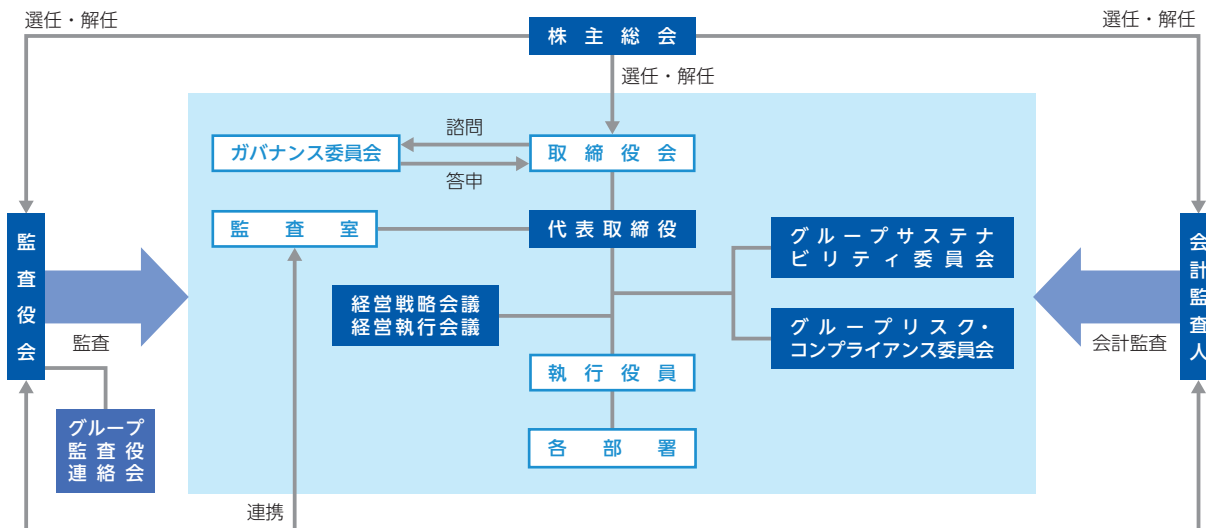 選任・解任
選任・解任
株主総会
選任・解任
諮問
ガバナンス委員会
取締役会
答申
監査室
代表取締役
グループサステナ
ビリティ委員会
監査役会
会計監査人
経営戦略会議
経営執行会議
グループリスク・
コンプライアンス委員会
監査
会計監査
執行役員
グループ
監査役
連絡会
各部署
連携